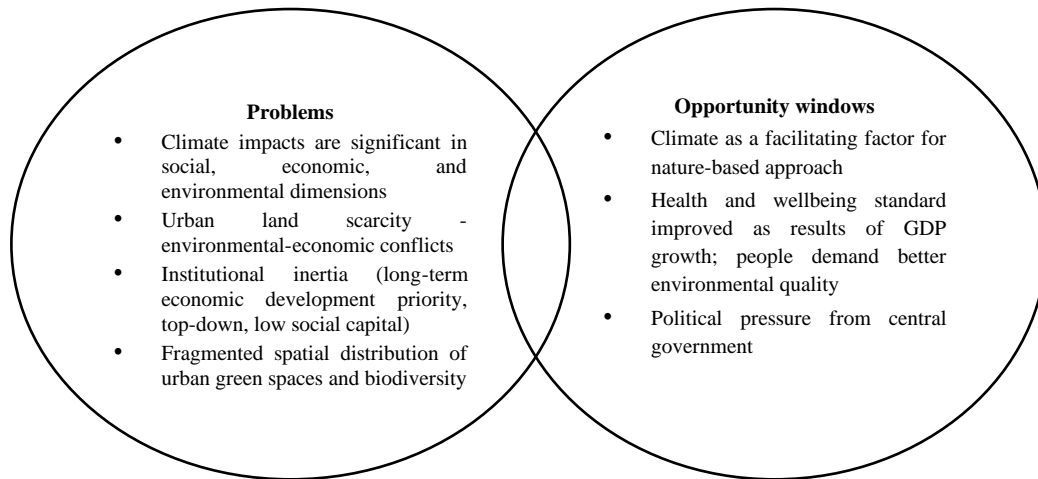 Problems
• Climate impacts are significant in
social, economic, and
environmental dimensions
• Urban land scarcity -
environmental-economic conflicts
• Institutional inertia (long-term
economic development priority,
top-down, low social capital)
• Fragmented spatial distribution of
urban green spaces and biodiversity
Opportunity windows
• Climate as a facilitating factor for
nature-based approach
• Health and wellbeing standard
improved as results of GDP
growth; people demand better
environmental quality
• Political pressure from central
government